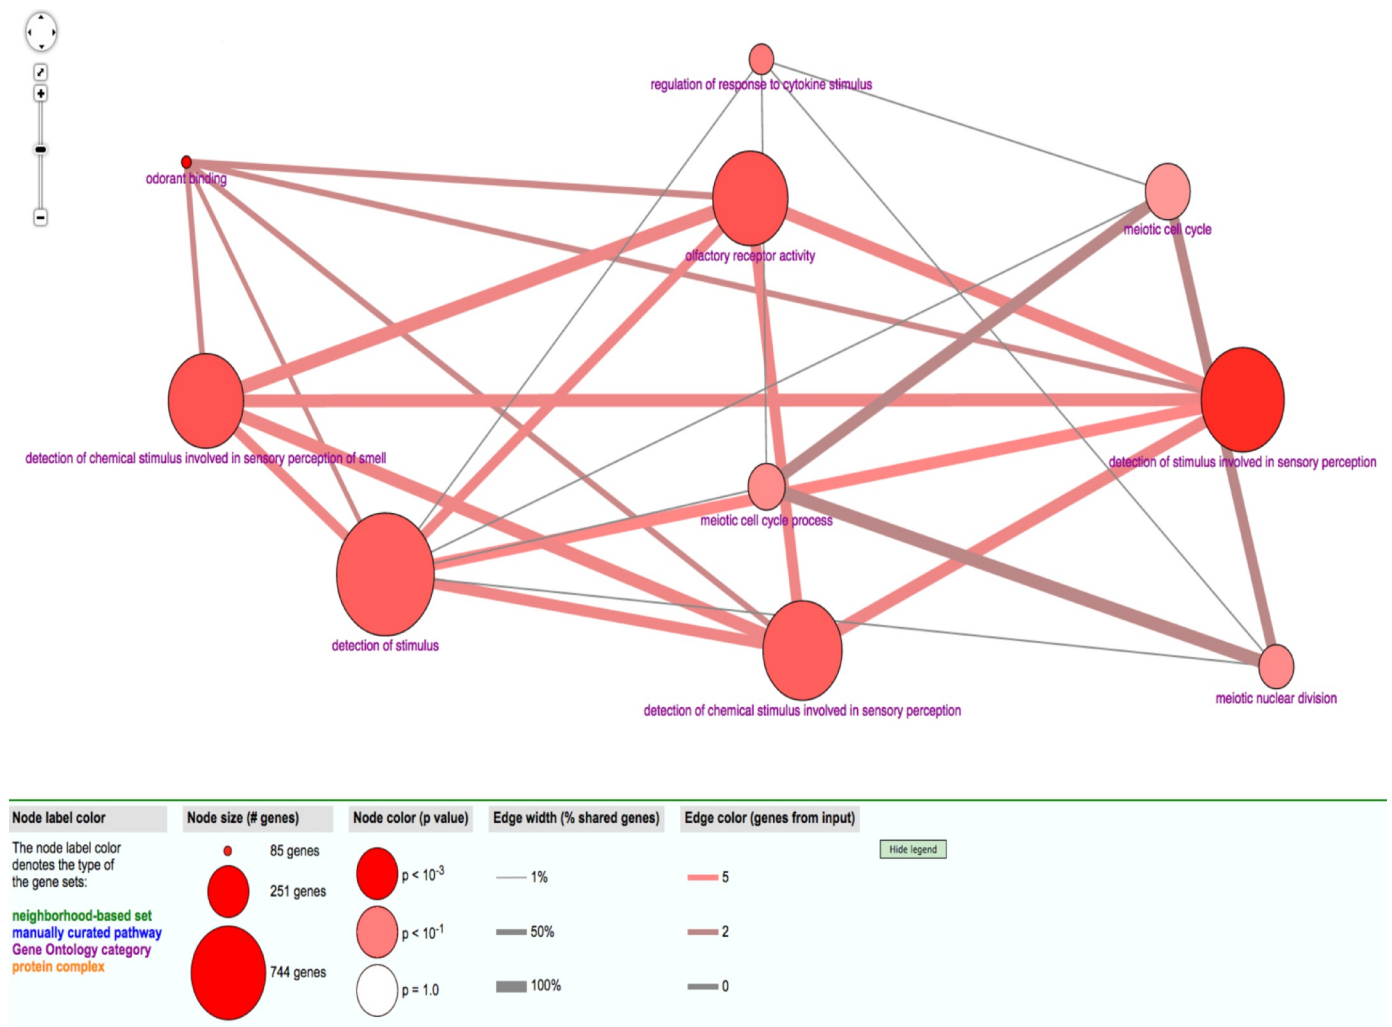 regulation of response to cytokine stimulus
odorant binding
meiotic cell cycle
olfactory receptor activity
detection of chemical stimulus involved in sensory perception of smell
detection of stimulus involved in sensory perception
meiotic cell cycle process
detection of stimulus
meiotic nuclear division
detection of chemical stimulus involved in sensory perception
Node label color
The node label color
denotes the type of
the gene sets:
neighborhood-based set
manually curated pathway
Gene Ontology category
protein complex
Node size (# genes)
85 genes
251 genes
744 genes
Node color (p value)
p < 10-3
p < 10-1
p = 1.0
Edge width (% shared genes)
1%
50%
100%
Edge color (genes from input)
5
2
0
Hide legend